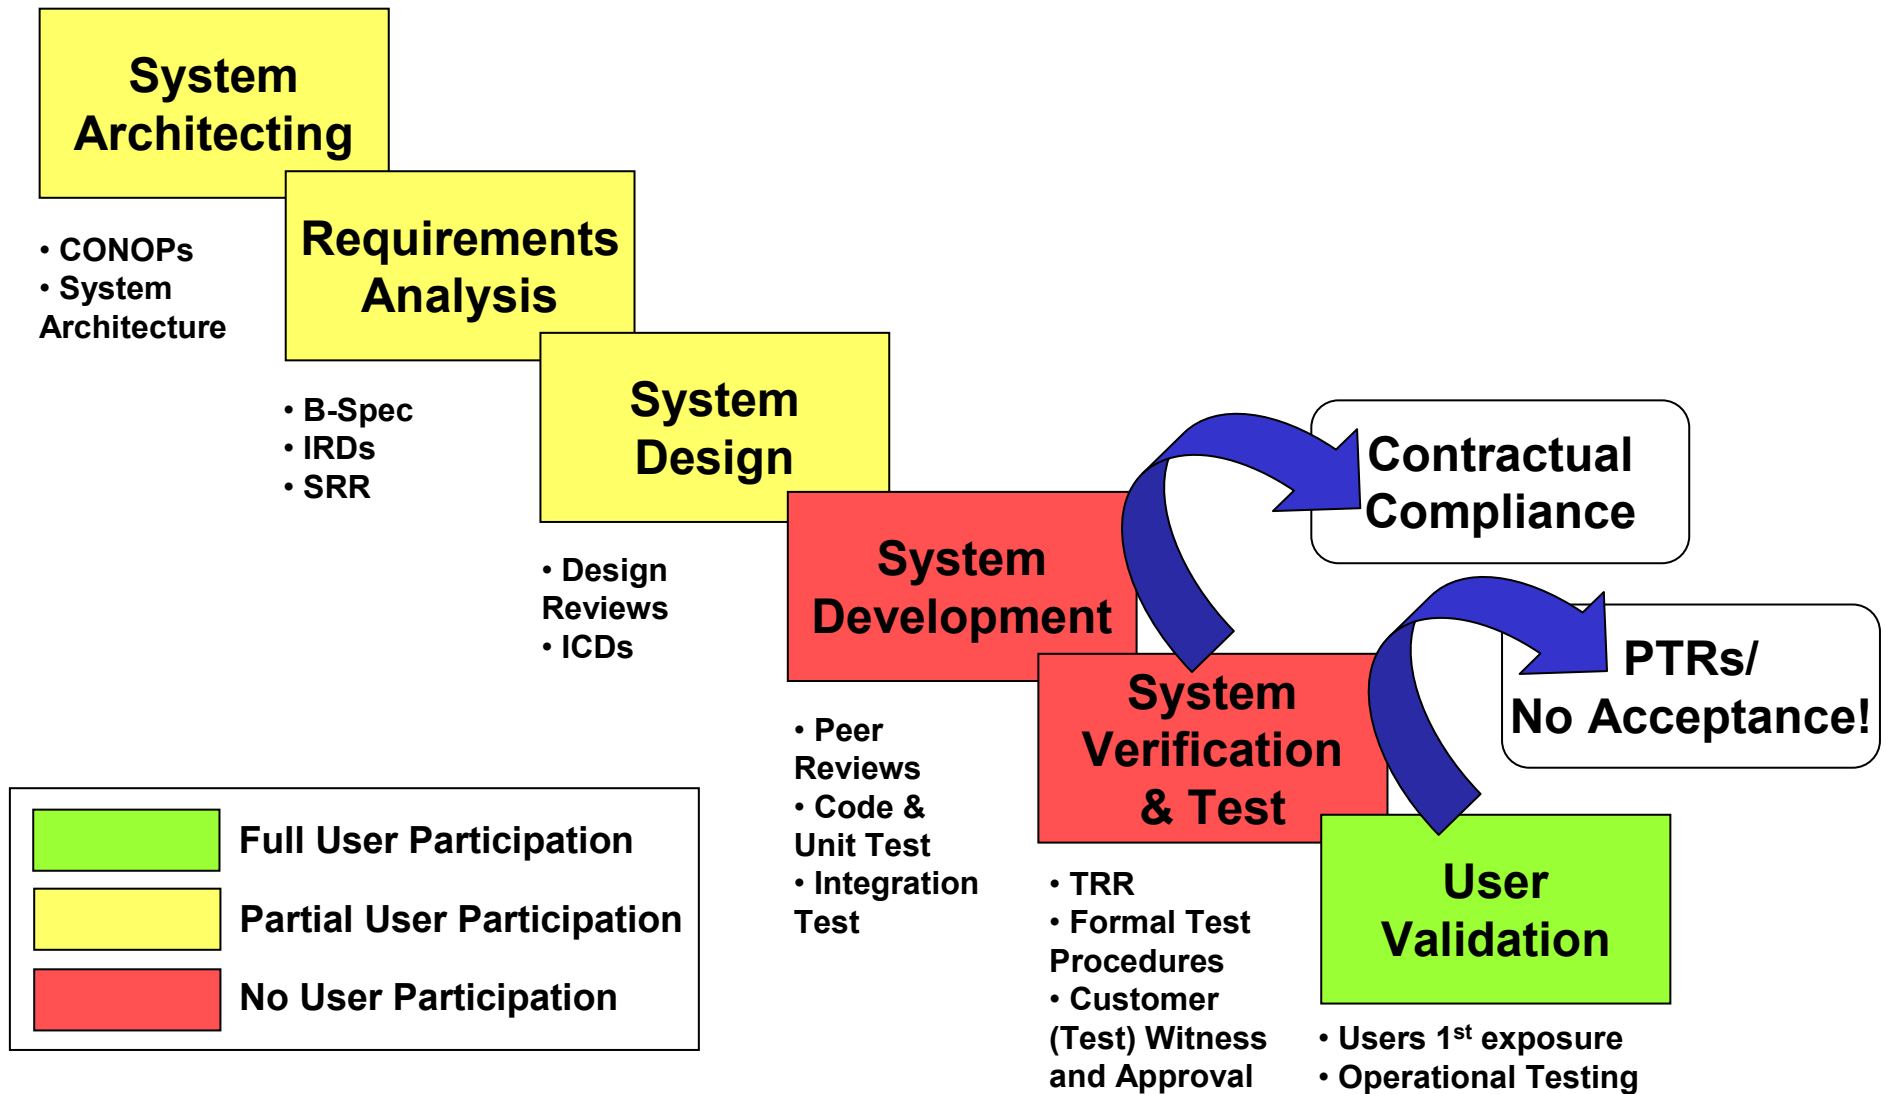 System
Architecting
• CONOPs
• System
Architecture
Requirements
Analysis
• B-Spec
• IRDs
• SRR
System
Design
• Design
Reviews
• ICDs
System
Development
• Peer
Reviews
• Code &
Unit Test
• Integration
Test
System
Verification
& Test
• TRR
• Formal Test
Procedures
• Customer
(Test) Witness
and Approval
User
Validation
• Users 1st exposure
• Operational Testing
Contractual
Compliance
PTRs/
No Acceptance!
Full User Participation
Partial User Participation
No User Participation